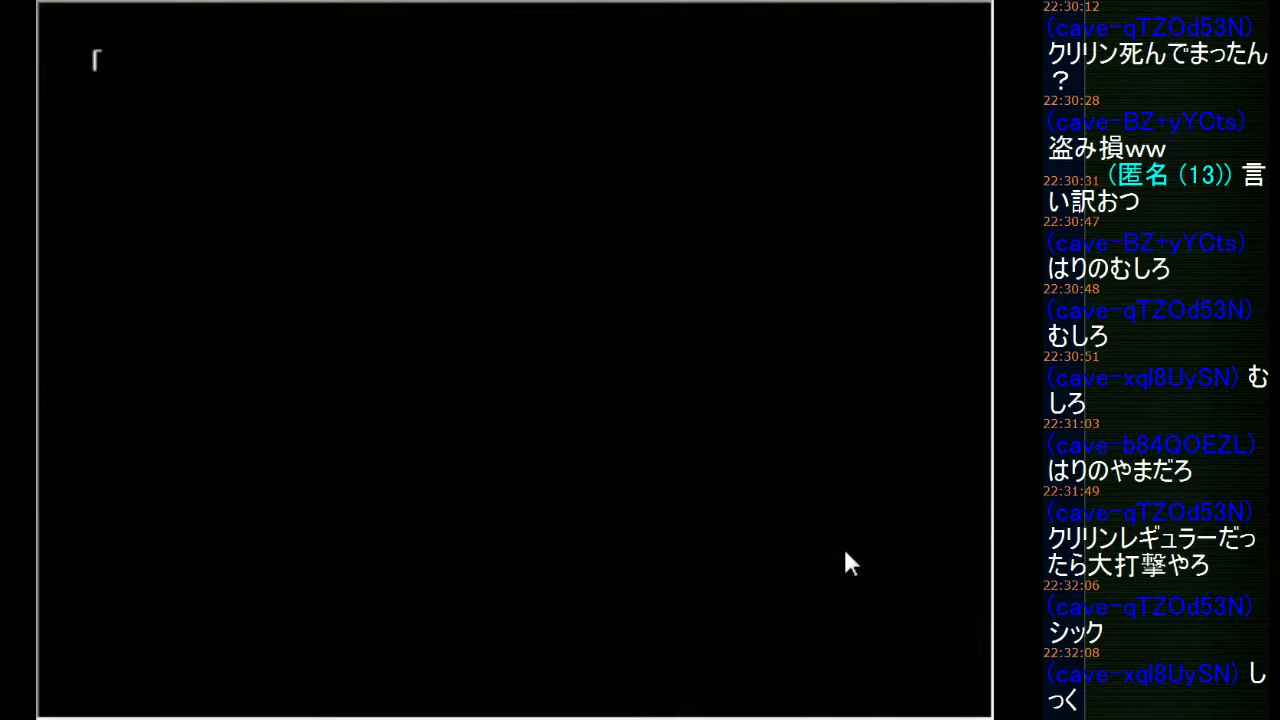 「
22:30:12
(cave-qTZOd53N)
クリリン死んでまったん
？
22:30:28
(cave-BZ+yYCts)
盗み損ww
22:30:31 (匿名 (13)) 言
い訳おつ
22:30:47
(cave-BZ+yYCts)
はりのむしろ
22:30:48
(cave-qTZOd53N)
むしろ
22:30:51
(cave-xql8UySN) む
しろ
22:31:03
(cave-b84QOEZL)
はりのやまだろ
22:31:49
(cave-qTZOd53N)
クリリンレギュラーだっ
たら大打撃やろ
22:32:06
(cave-qTZOd53N)
シック
22:32:08
(cave-xql8UySN) し
っく